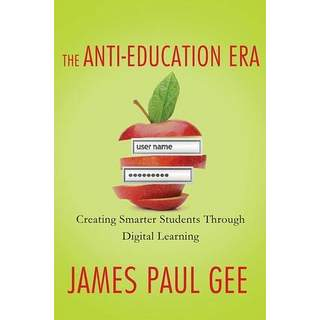 THE ANTI-EDUCATION ERA
user name
•••••••••
Creating Smarter Students Through
Digital Learning
JAMES PAUL GEE